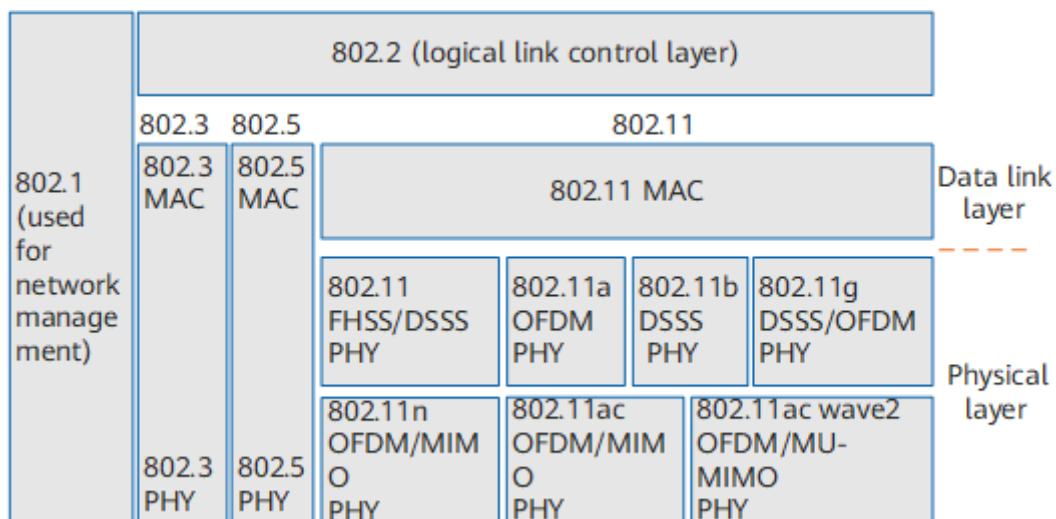 802.2 (logical link control layer)
802.3
802.5
802.11
802.1
(used
for
network
manage
ment)
802.3
MAC
802.5
MAC
802.11 MAC
Data link
layer
802.11
FHSS/DSSS
PHY
802.11a
OFDM
PHY
802.11b
DSSS
PHY
802.11g
DSSS/OFDM
PHY
Physical
layer
802.3
PHY
802.5
PHY
802.11n
OFDM/MIM
O
PHY
802.11ac
OFDM/MIM
O
PHY
802.11ac wave2
OFDM/MU-
MIMO
PHY